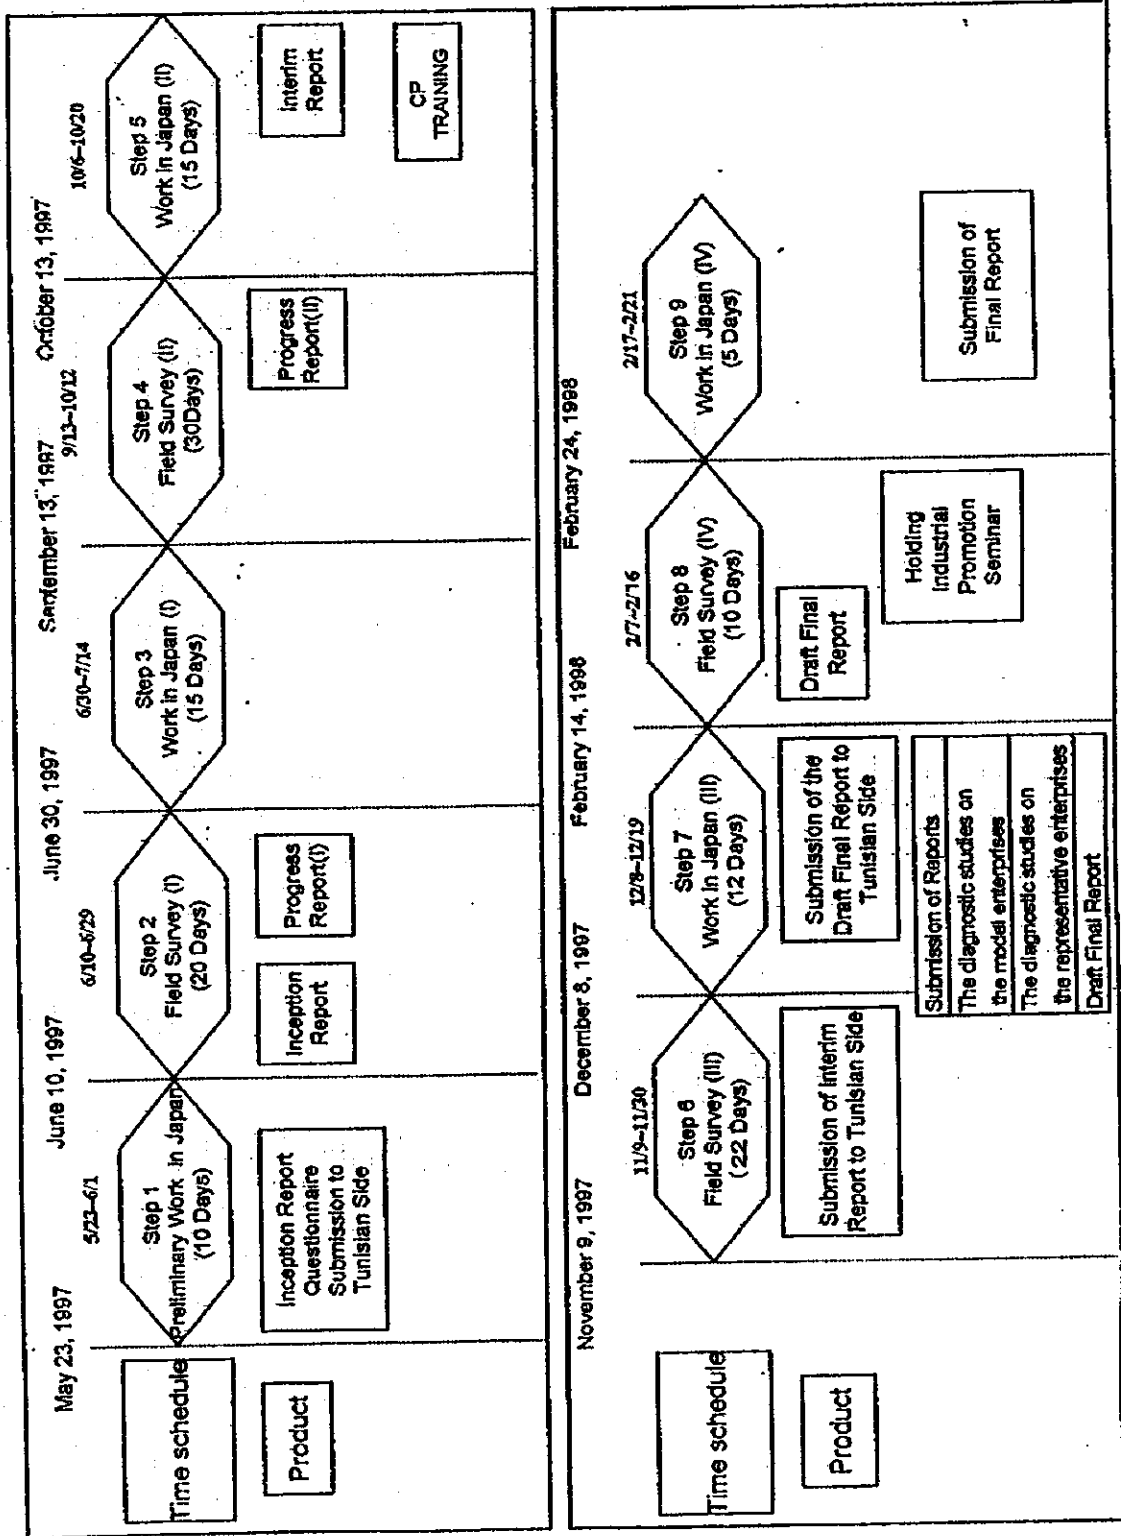 May 23, 1997
June 10, 1997
June 30, 1997
September 13, 1997
October 13, 1997
5/23~6/1
6/10~6/29
6/30~7/14
9/13~10/12
10/6~10/20
Time schedule
Step 1
Preliminary Work in Japan
(10 Days)
Step 2
Field Survey (I)
(20 Days)
Step 3
Work in Japan (I)
(15 Days)
Step 4
Field Survey (II)
(30Days)
Step 5
Work in Japan (II)
(15 Days)
Product
Inception Report
Questionnaire
Submission to
Tunisian Side
Inception
Report
Progress
Report(I)
Progress
Report(II)
Interim
Report
CP
TRAINING
November 9, 1997
December 8, 1997
February 14, 1998
February 24, 1998
11/9~11/30
12/8~12/19
2/7~2/16
2/17~2/21
Time schedule
Step 6
Field Survey (III)
(22 Days)
Step 7
Work in Japan (III)
(12 Days)
Step 8
Field Survey (IV)
(10 Days)
Step 9
Work in Japan (IV)
(5 Days)
Product
Submission of Interim
Report to Tunisian Side
Submission of the
Draft Final Report to
Tunisian Side
Submission of Reports
The diagnostic studies on
the model enterprises
The diagnostic studies on
the representative enterprises
Draft Final Report
Draft Final
Report
Holding
Industrial
Promotion
Seminar
Submission of
Final Report